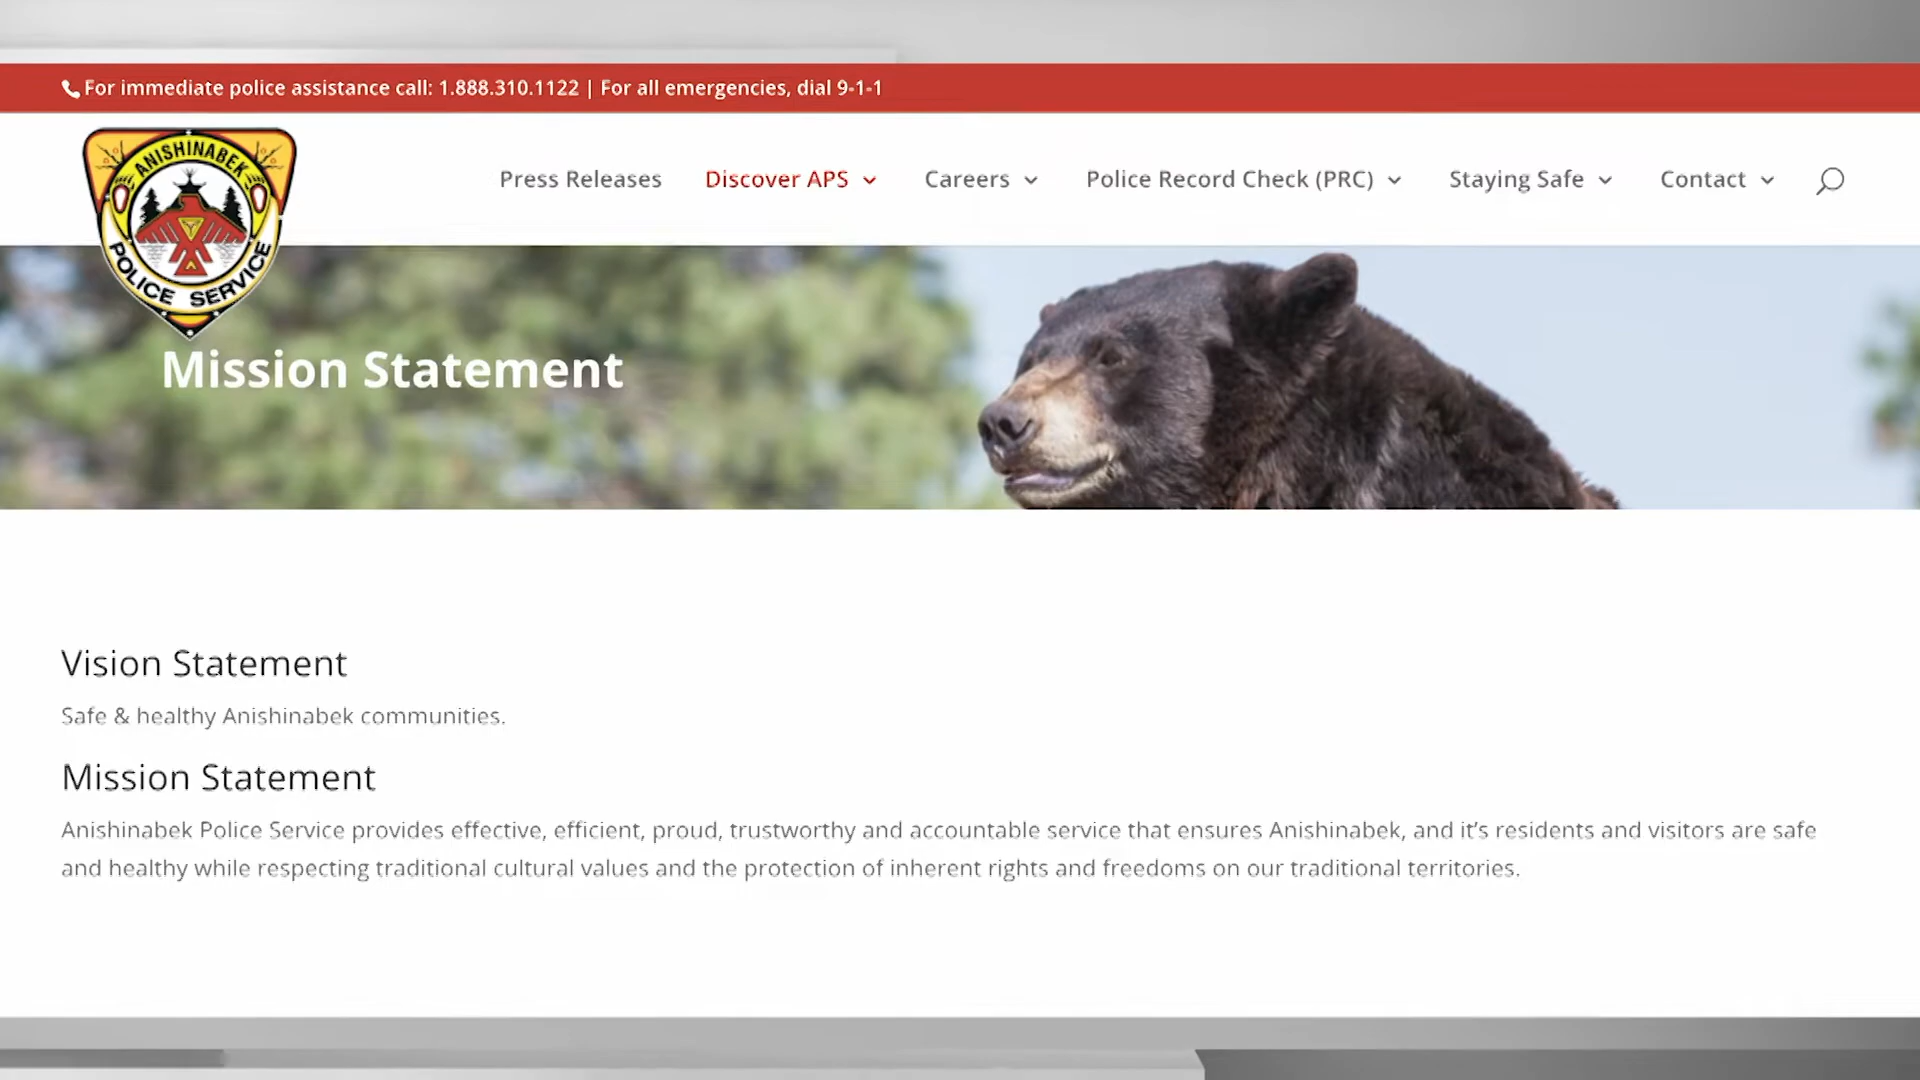 For immediate police assistance call: 1.888.310.1122 | For all emergencies, dial 9-1-1
ANISHINABEK
POLICE SERVICE
Press Releases
Discover APS
Careers
Police Record Check (PRC)
Staying Safe
Contact
Mission Statement
Vision Statement
Safe & healthy Anishinabek communities.
Mission Statement
Anishinabek Police Service provides effective, efficient, proud, trustworthy and accountable service that ensures Anishinabek, and it’s residents and visitors are safe
and healthy while respecting traditional cultural values and the protection of inherent rights and freedoms on our traditional territories.